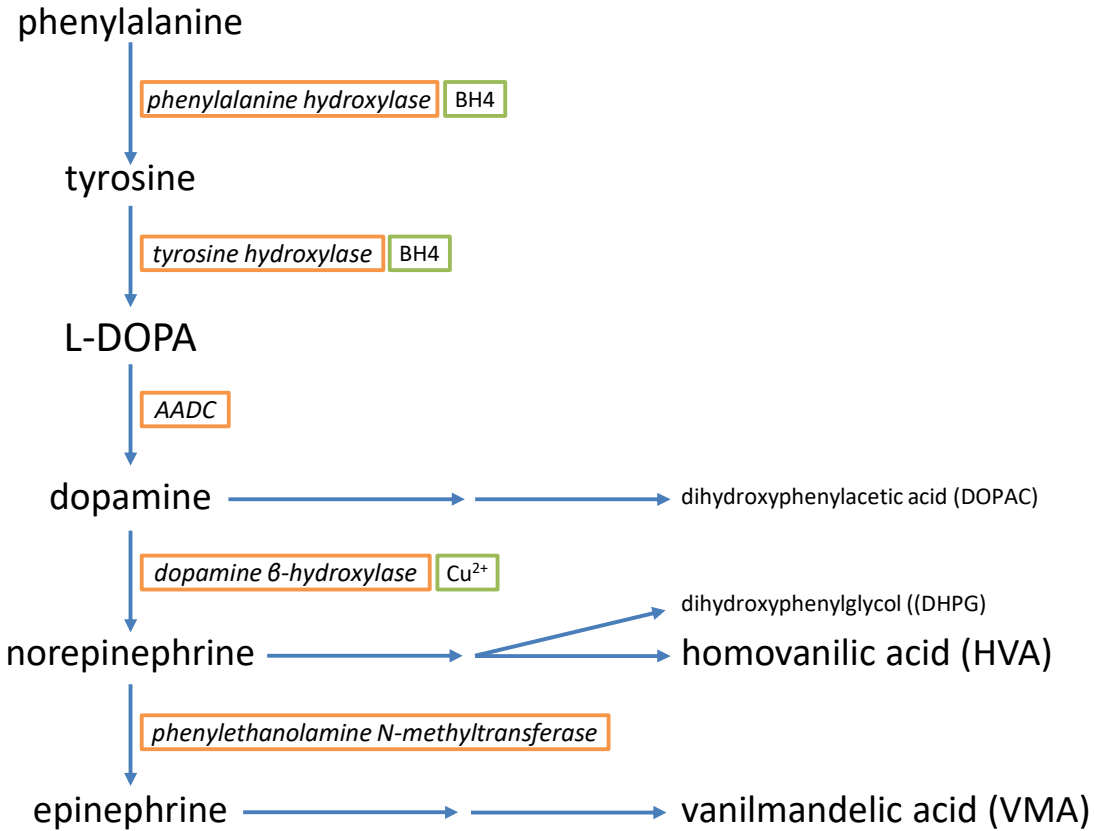 phenylalanine
phenylalanine hydroxylase BH4
tyrosine
tyrosine hydroxylase BH4
L-DOPA
AADC
dopamine
dihydroxyphenylacetic acid (DOPAC)
dopamine β-hydroxylase Cu²⁺
dihydroxyphenylglycol ((DHPG)
norepinephrine
homovanilic acid (HVA)
phenylethanolamine N-methyltransferase
epinephrine
vanilmandelic acid (VMA)